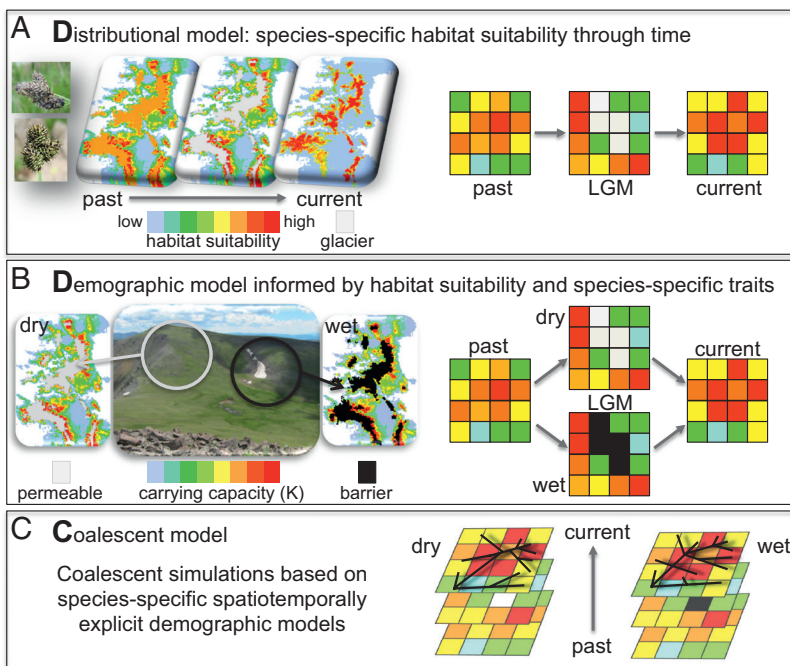 A Distributional model: species-specific habitat suitability through time
past
current
low
high
habitat suitability
glacier
past
LGM
current
B Demographic model informed by habitat suitability and species-specific traits
dry
wet
permeable
carrying capacity (K)
barrier
dry
past
current
LGM
wet
C Coalescent model
Coalescent simulations based on
species-specific spatiotemporally
explicit demographic models
dry
current
wet
past